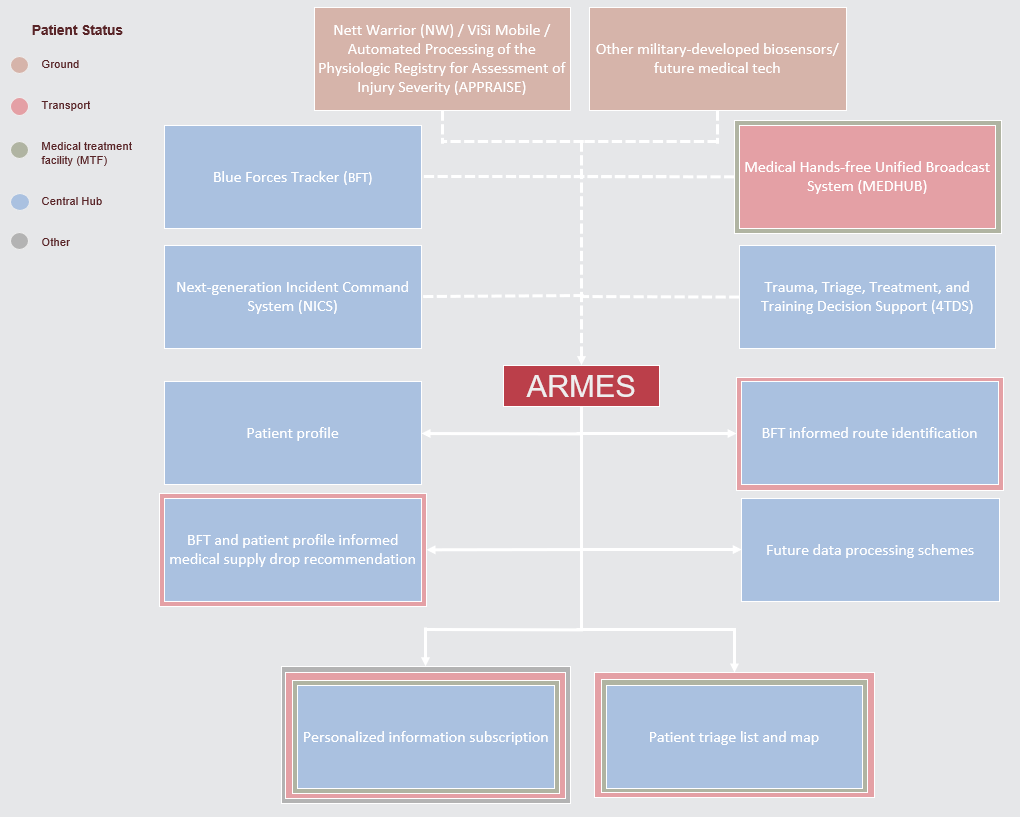 Patient Status
Ground
Transport
Medical treatment
facility (MTF)
Central Hub
Other
Nett Warrior (NW) / ViSi Mobile /
Automated Processing of the
Physiologic Registry for Assessment of
Injury Severity (APPRAISE)
Other military-developed biosensors/
future medical tech
Blue Forces Tracker (BFT)
Medical Hands-free Unified Broadcast
System (MEDHUB)
Next-generation Incident Command
System (NICS)
Trauma, Triage, Treatment, and
Training Decision Support (4TDS)
ARMES
Patient profile
BFT informed route identification
BFT and patient profile informed
medical supply drop recommendation
Future data processing schemes
Personalized information subscription
Patient triage list and map